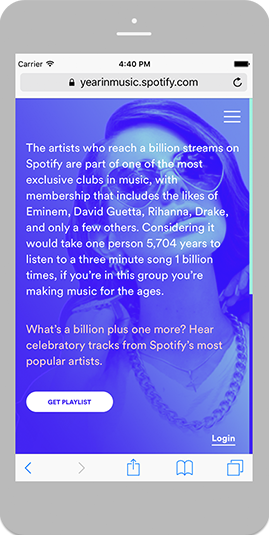 Carrier 4:40 PM
yearinmusic.spotify.com
The artists who reach a billion streams on
Spotify are part of one of the most
exclusive clubs in music, with
membership that includes the likes of
Eminem, David Guetta, Rihanna, Drake,
and only a few others. Considering it
would take one person 5,704 years to
listen to a three minute song 1 billion
times, if you're in this group you're
making music for the ages.
What's a billion plus one more? Hear
celebratory tracks from Spotify's most
popular artists.
GET PLAYLIST
Login